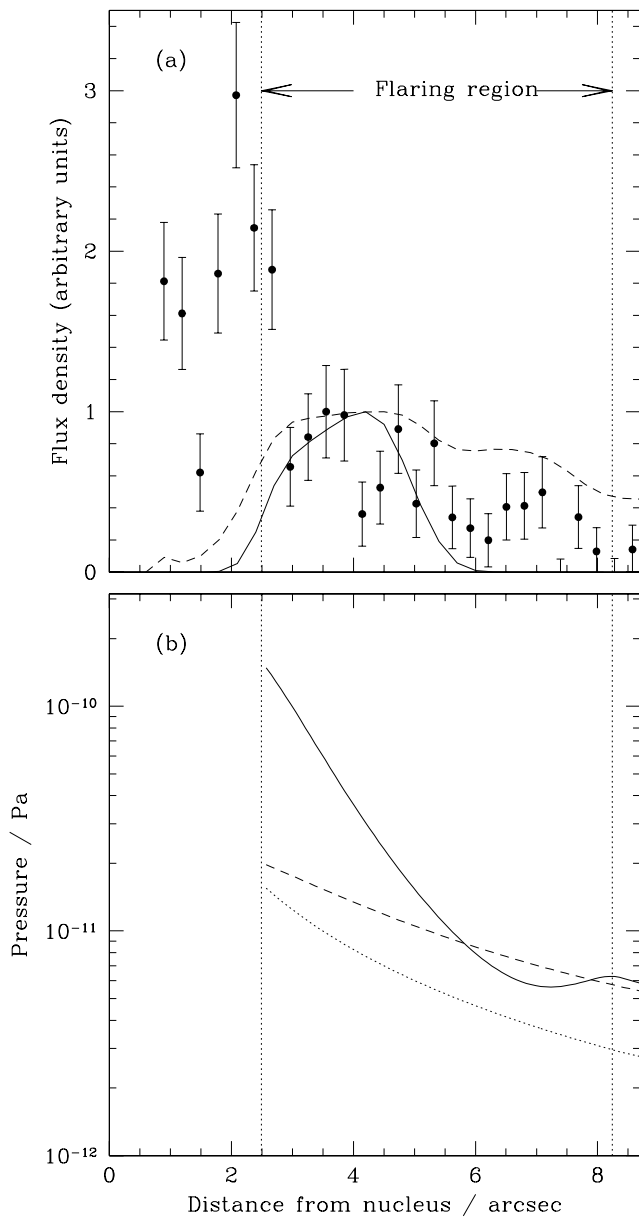 (a)
Flaring region
3
2
1
0
Flux density (arbitrary units)
(b)
10⁻¹⁰
10⁻¹¹
10⁻¹²
Pressure / Pa
0 2 4 6 8
Distance from nucleus / arcsec